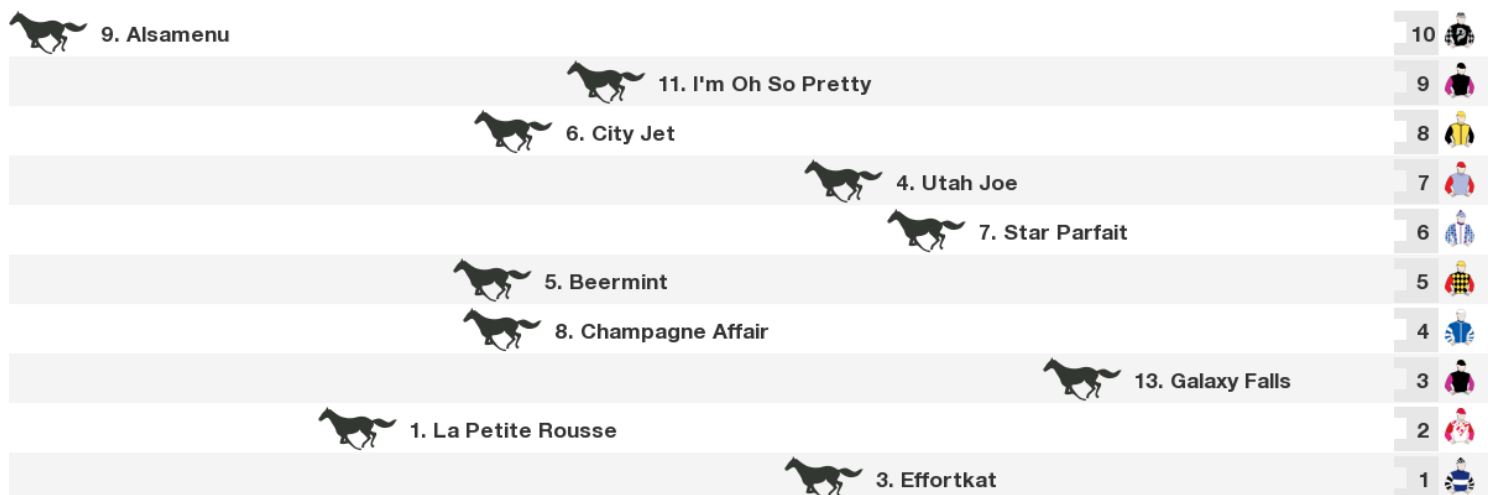 9. Alsamenu 10
11. I'm Oh So Pretty 9
6. City Jet 8
4. Utah Joe 7
7. Star Parfait 6
5. Beermint 5
8. Champagne Affair 4
13. Galaxy Falls 3
1. La Petite Rousse 2
3. Effortkat 1